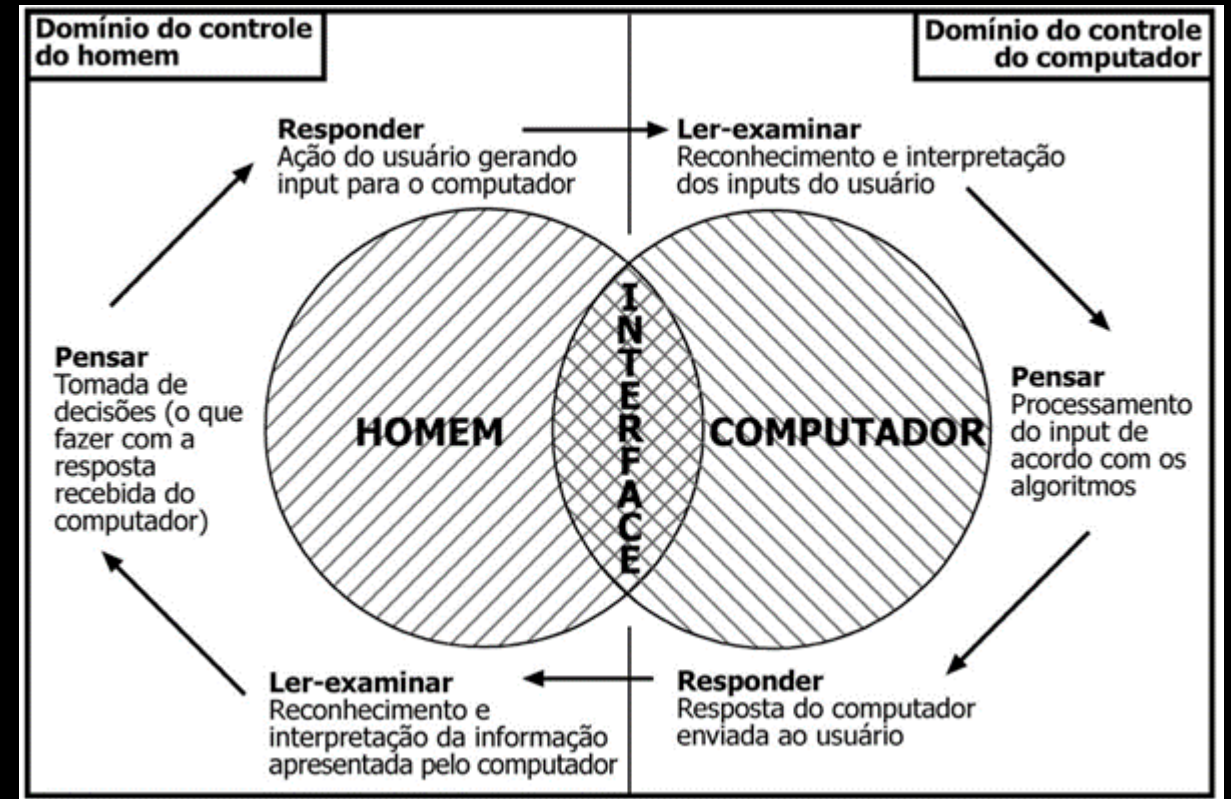 Domínio do controle
do homem
Domínio do controle
do computador
Responder
Ação do usuário gerando
input para o computador
Ler-examinar
Reconhecimento e interpretação
dos inputs do usuário
Pensar
Tomada de
decisões (o que
fazer com a
resposta
recebida do
computador)
HOMEM
INTERFACE
COMPUTADOR
Pensar
Processamento
do input de
acordo com os
algoritmos
Ler-examinar
Reconhecimento e
interpretação da informação
apresentada pelo computador
Responder
Resposta do computador
enviada ao usuário